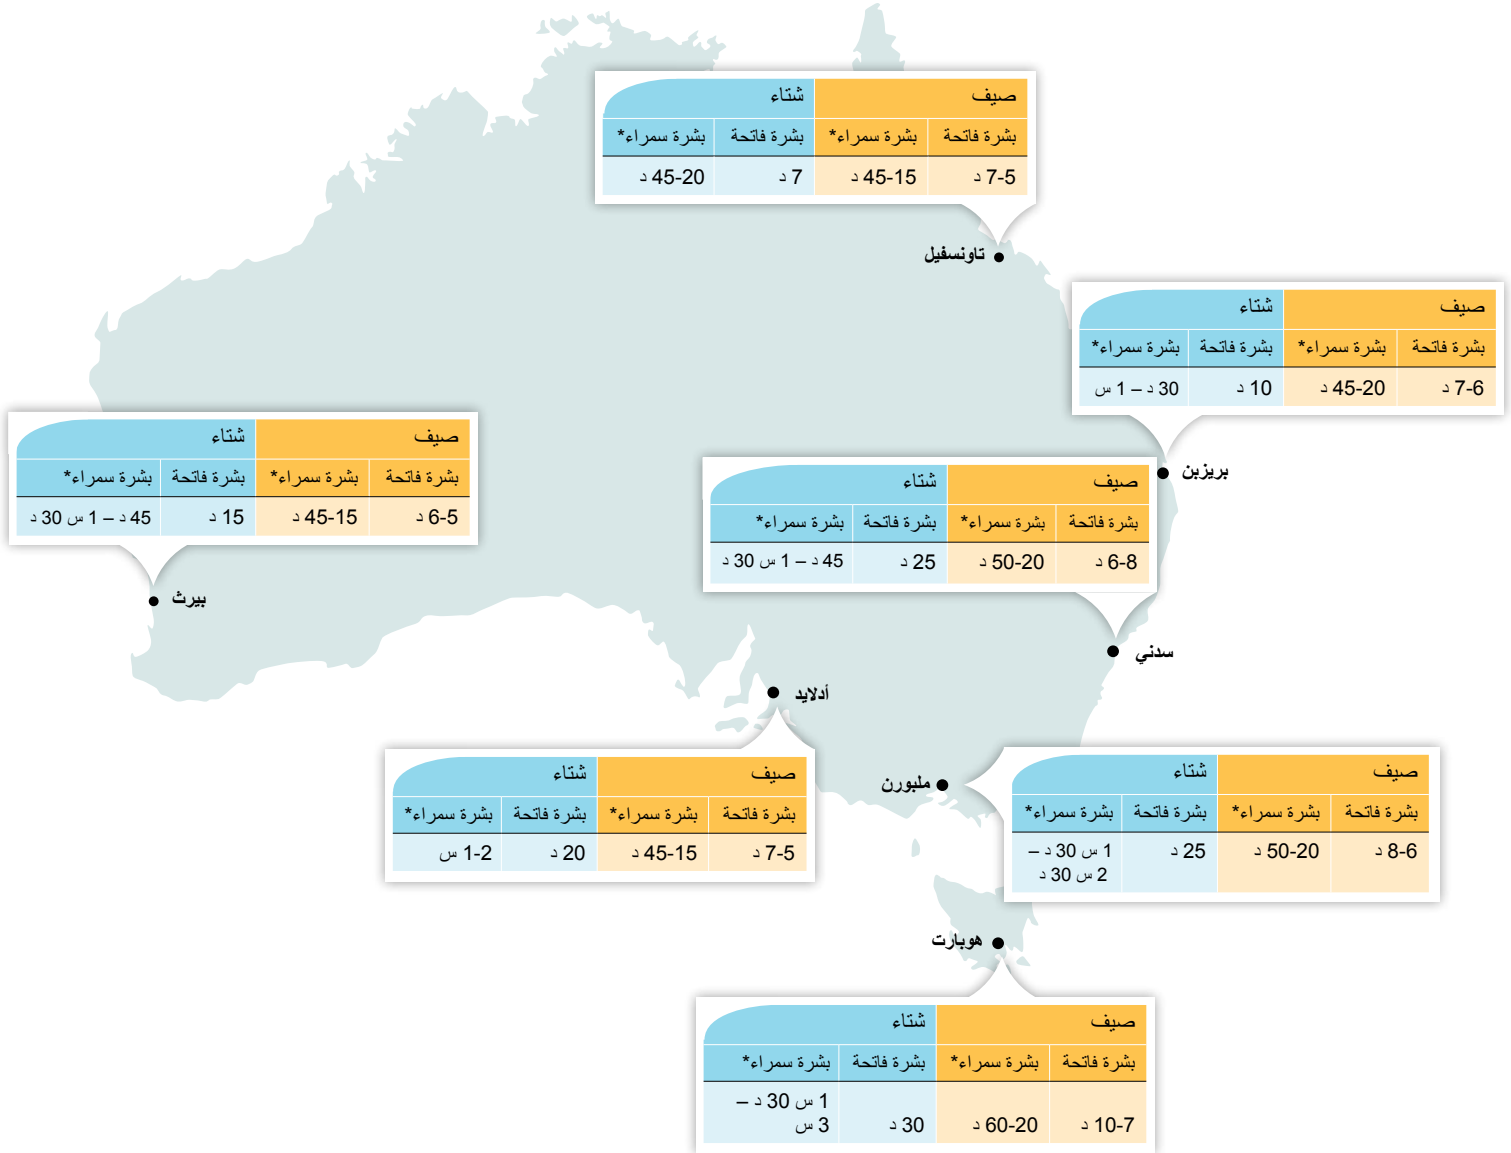 صيف شتاء
بشرة فاتحة بشرة سمراء* بشرة فاتحة بشرة سمراء*
7-5 د 45-15 د 7 د 45-20 د
تاونسفيل
صيف شتاء
بشرة فاتحة بشرة سمراء* بشرة فاتحة بشرة سمراء*
7-6 د 45-20 د 10 د 30 د – 1 س
بريزبن
صيف شتاء
بشرة فاتحة بشرة سمراء* بشرة فاتحة بشرة سمراء*
6-5 د 45-15 د 15 د 45 د – 1 س 30 د
بيرث
صيف شتاء
بشرة فاتحة بشرة سمراء* بشرة فاتحة بشرة سمراء*
6-8 د 50-20 د 25 د 45 د – 1 س 30 د
سدني
أدلايد
صيف شتاء
بشرة فاتحة بشرة سمراء* بشرة فاتحة بشرة سمراء*
7-5 د 45-15 د 20 د 1-2 س
ملبورن
صيف شتاء
بشرة فاتحة بشرة سمراء* بشرة فاتحة بشرة سمراء*
8-6 د 50-20 د 25 د 1 س 30 د –
2 س 30 د
هوبارت
صيف شتاء
بشرة فاتحة بشرة سمراء* بشرة فاتحة بشرة سمراء*
1 س 30 د –
10-7 د 60-20 د 30 د 3 س